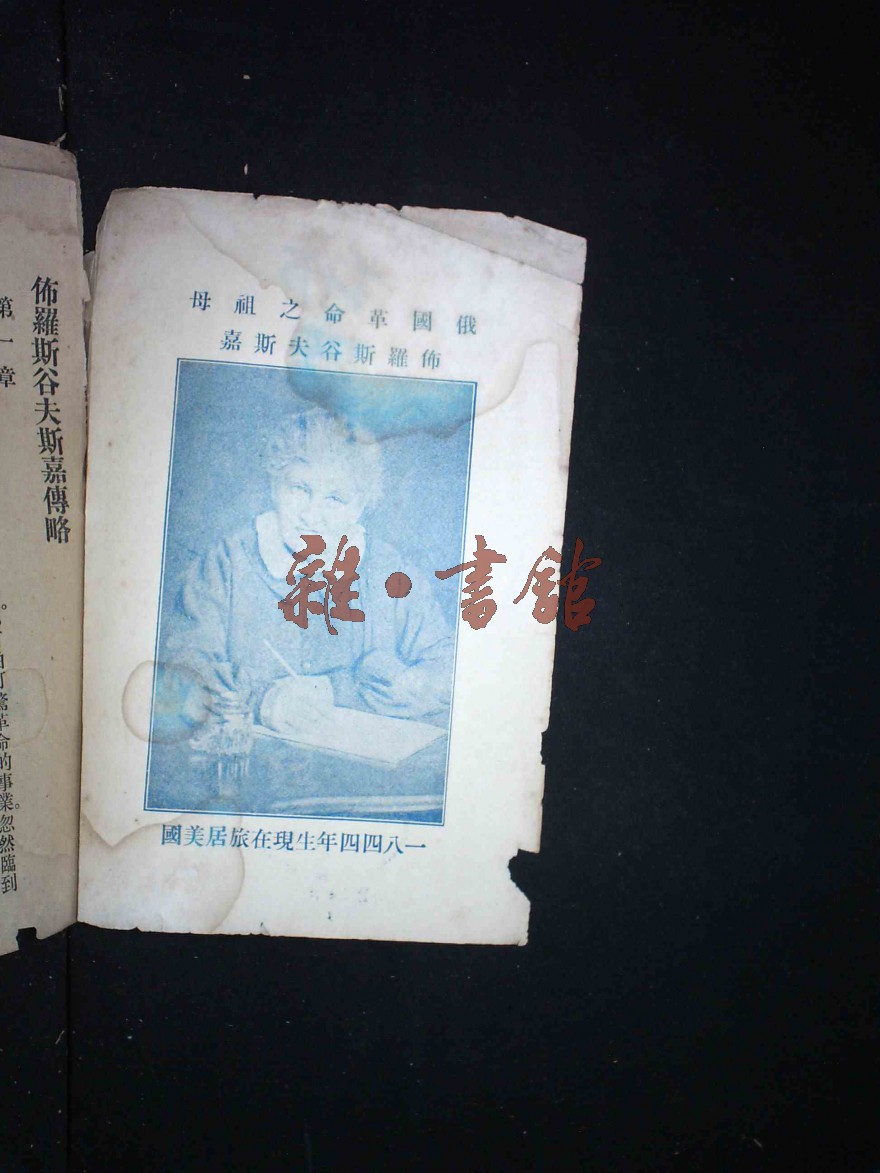 俄國革命之祖母
佈羅斯谷夫斯嘉
一八四四年生現在旅居美國
雜·書館
佈羅斯谷夫斯嘉傳略
第一章
驚革命的事業。忽然臨到